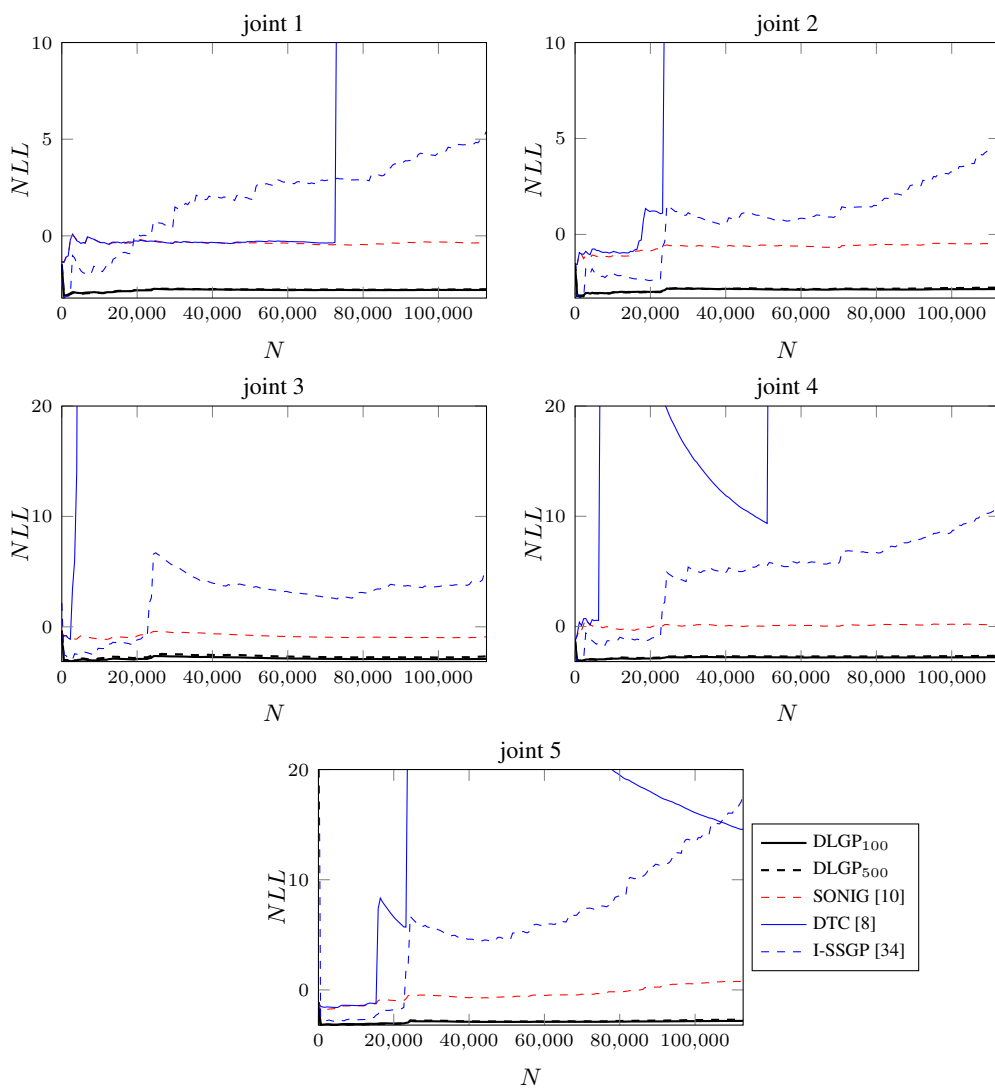 joint 1
10
5
0
NLL
0
20,000
40,000
60,000
80,000
100,000
N
joint 2
10
5
0
NLL
0
20,000
40,000
60,000
80,000
100,000
N
joint 3
20
10
0
NLL
0
20,000
40,000
60,000
80,000
100,000
N
joint 4
20
10
0
NLL
0
20,000
40,000
60,000
80,000
100,000
N
joint 5
20
10
0
NLL
0
20,000
40,000
60,000
80,000
100,000
N
DLGP100
DLGP500
SONIG [10]
DTC [8]
I-SSGP [34]